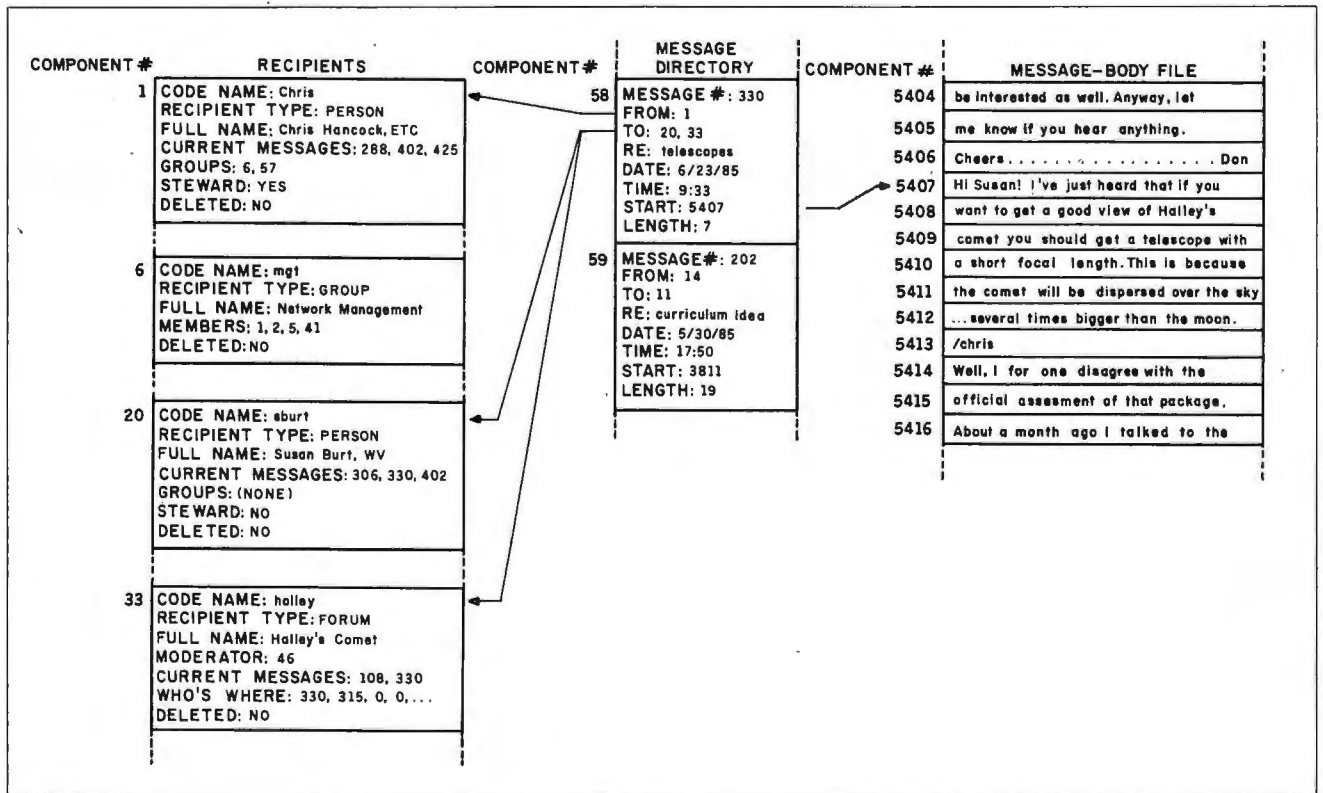 COMPONENT #
RECIPIENTS
1
CODE NAME: Chris
RECIPIENT TYPE: PERSON
FULL NAME: Chris Hancock, ETC
CURRENT MESSAGES: 288, 402, 425
GROUPS: 6, 57
STEWARD: YES
DELETED: NO
6
CODE NAME: mgt
RECIPIENT TYPE: GROUP
FULL NAME: Network Management
MEMBERS: 1, 2, 5, 41
DELETED: NO
20
CODE NAME: sburt
RECIPIENT TYPE: PERSON
FULL NAME: Susan Burt, WV
CURRENT MESSAGES: 306, 330, 402
GROUPS: (NONE)
STEWARD: NO
DELETED: NO
33
CODE NAME: halley
RECIPIENT TYPE: FORUM
FULL NAME: Halley's Comet
MODERATOR: 46
CURRENT MESSAGES: 108, 330
WHO'S WHERE: 330, 315, 0, 0,...
DELETED: NO
COMPONENT #
MESSAGE
DIRECTORY
58
MESSAGE #: 330
FROM: 1
TO: 20, 33
RE: telescopes
DATE: 6/23/85
TIME: 9:33
START: 5407
LENGTH: 7
59
MESSAGE#: 202
FROM: 14
TO: 11
RE: curriculum idea
DATE: 5/30/85
TIME: 17:50
START: 3811
LENGTH: 19
COMPONENT #
MESSAGE-BODY FILE
5404 be interested as well. Anyway, let
5405 me know if you hear anything.
5406 Cheers.................Don
5407 Hi Susan! I've just heard that if you
5408 want to get a good view of Halley's
5409 comet you should get a telescope with
5410 a short focal length. This is because
5411 the comet will be dispersed over the sky
5412 ...several times bigger than the moon.
5413 /chris
5414 Well, I for one disagree with the
5415 official assesment of that package.
5416 About a month ago I talked to the